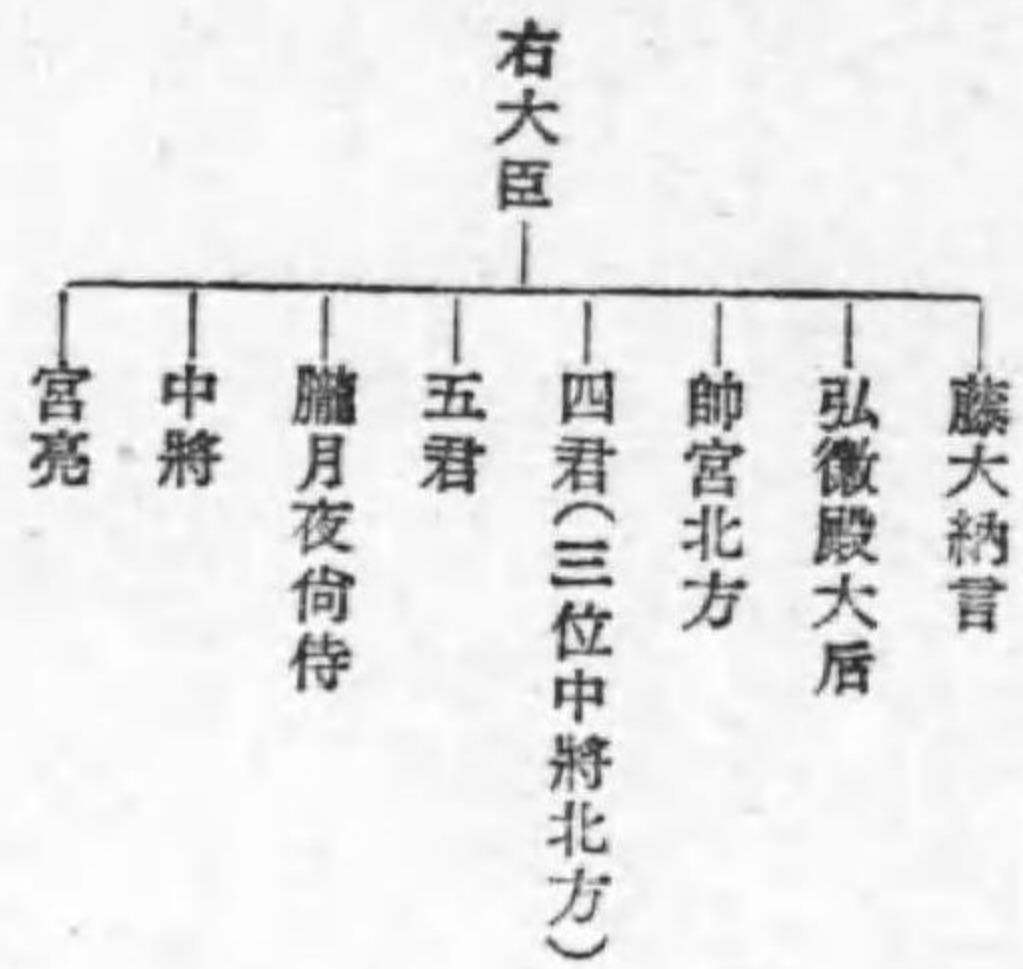 右大臣
藤大納言
弘徽殿大后
帥宮北方
四君（三位中將北方）
五君
朧月夜尙侍
中將
宮亮